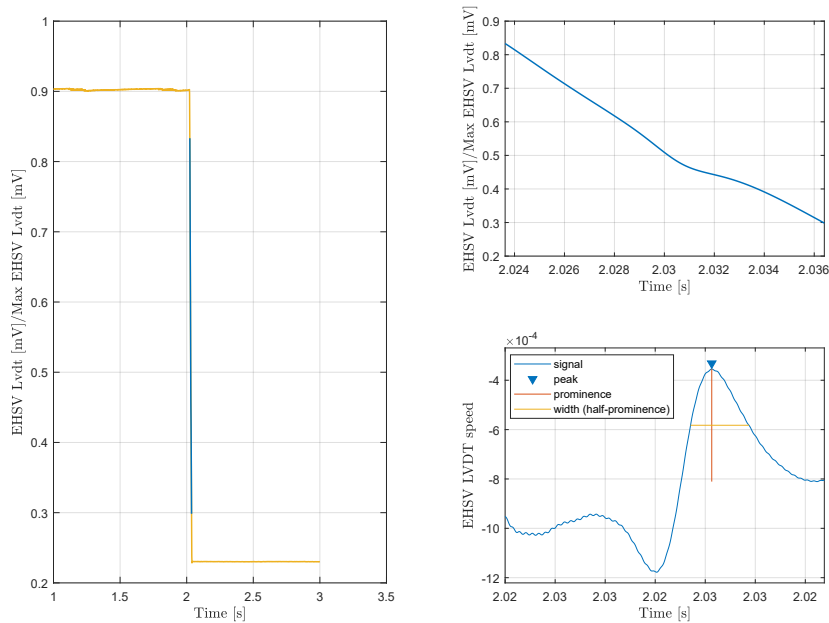 1
0.9
0.8
0.7
0.6
0.5
0.4
0.3
0.2
1 1.5 2 2.5 3 3.5
Time [s]
EHSV Lvdt [mV]/Max EHSV Lvdt [mV]
0.9
0.8
0.7
0.6
0.5
0.4
0.3
0.2
2.024 2.026 2.028 2.03 2.032 2.034 2.036
Time [s]
EHSV Lvdt [mV]/Max EHSV Lvdt [mV]
×10⁻⁴
signal
peak
prominence
width (half-prominence)
-4
-6
-8
-10
-12
2.02 2.03 2.03 2.02 2.03 2.03 2.02
Time [s]
EHSV LVDT speed